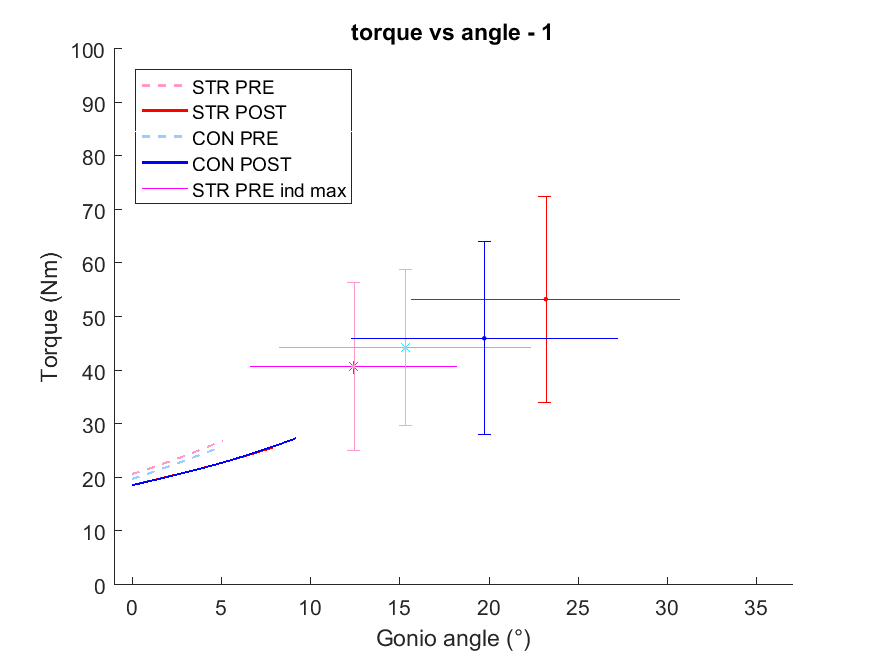 torque vs angle - 1
100
90
80
70
60
50
40
30
20
10
0
Torque (Nm)
STR PRE
STR POST
CON PRE
CON POST
STR PRE ind max
0 5 10 15 20 25 30 35
Gonio angle (°)